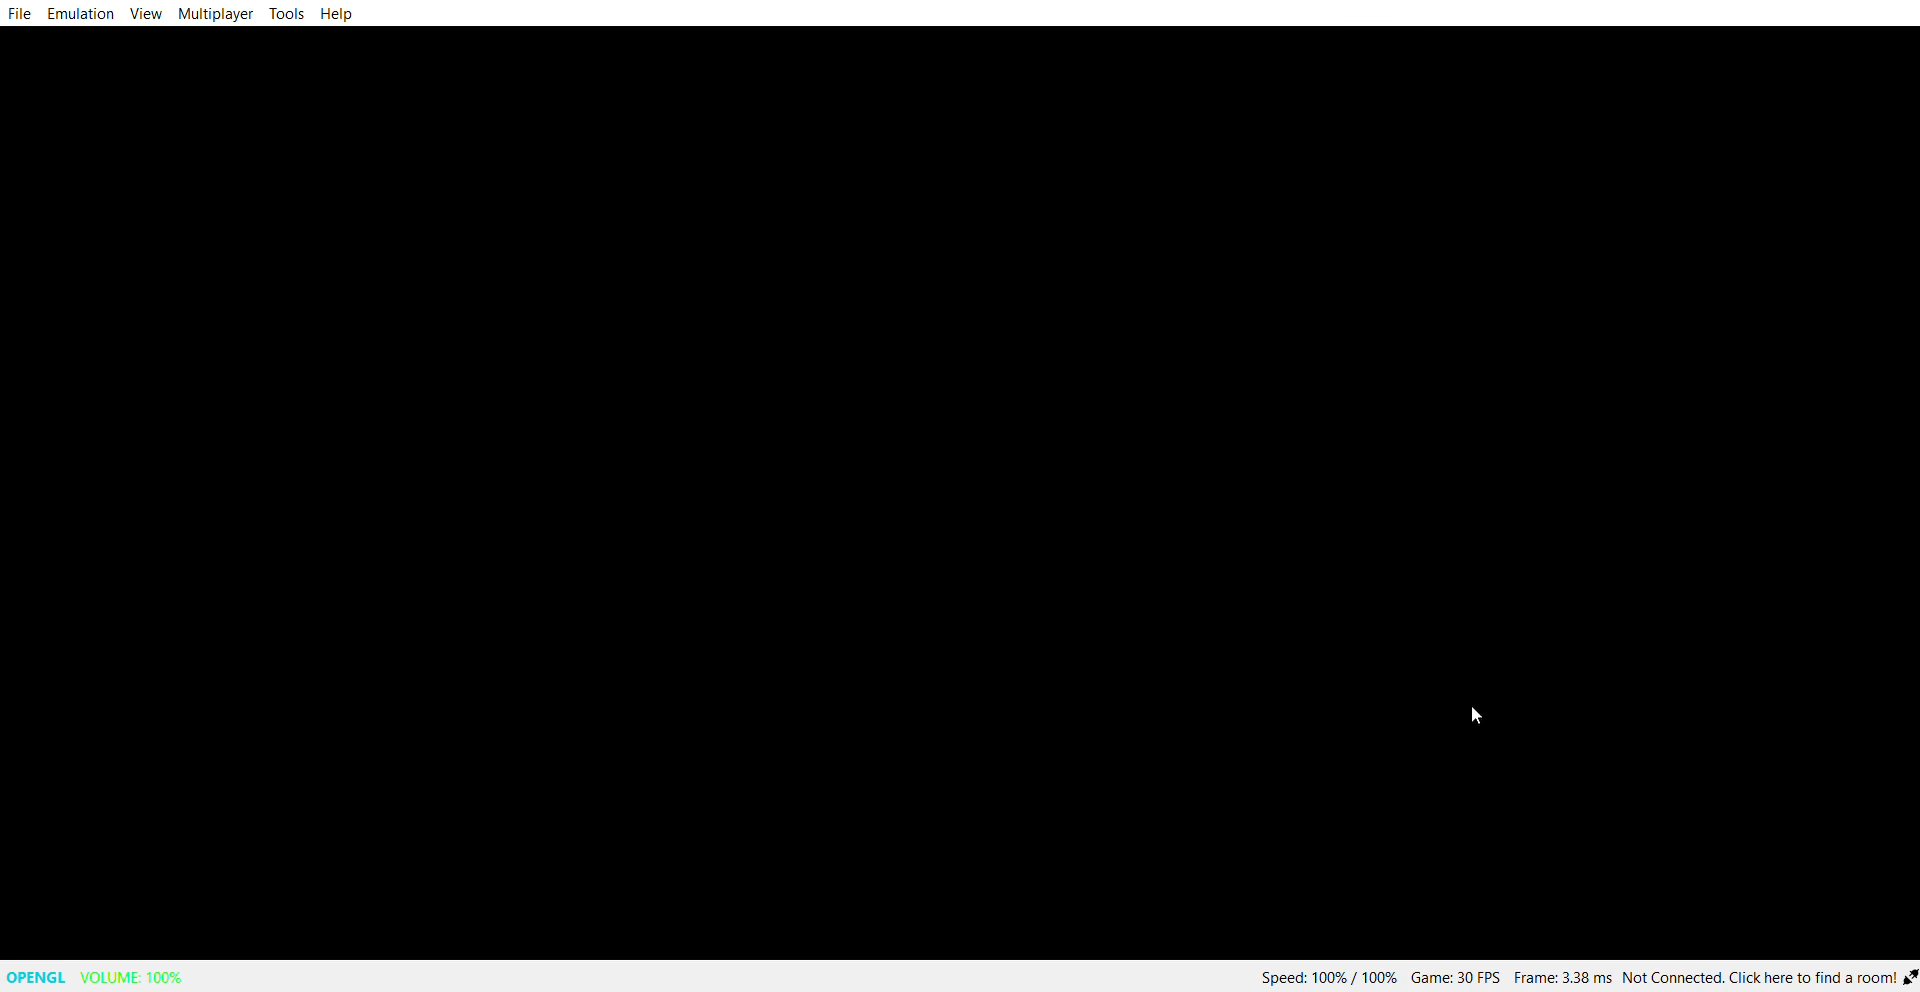 File Emulation View Multiplayer Tools Help
OPENGL VOLUME: 100% Speed: 100% / 100% Game: 30 FPS Frame: 3.38 ms Not Connected. Click here to find a room!